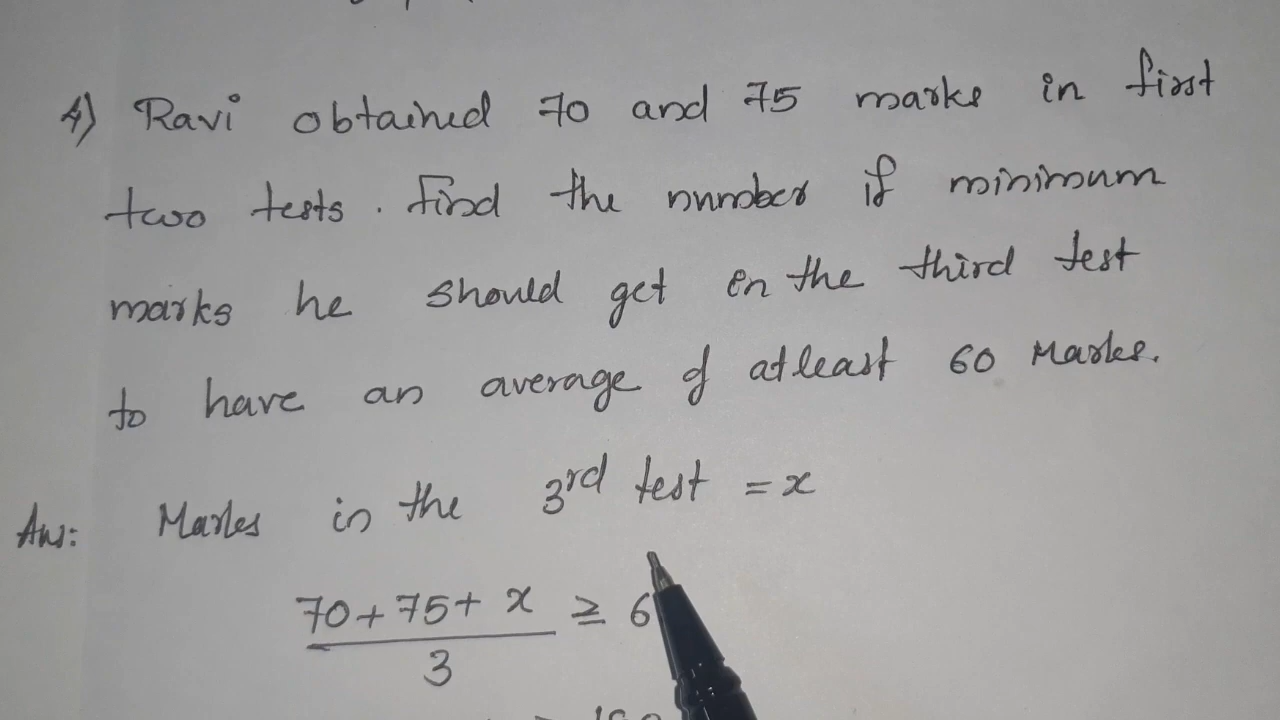 4) Ravi obtained 70 and 75 marks in first
two tests. Find the number if minimum
marks he should get in the third test
to have an average of atleast 60 Marks.
Ans: Marks in the 3rd test = x
70+75+ x ≥ 6
3
≥